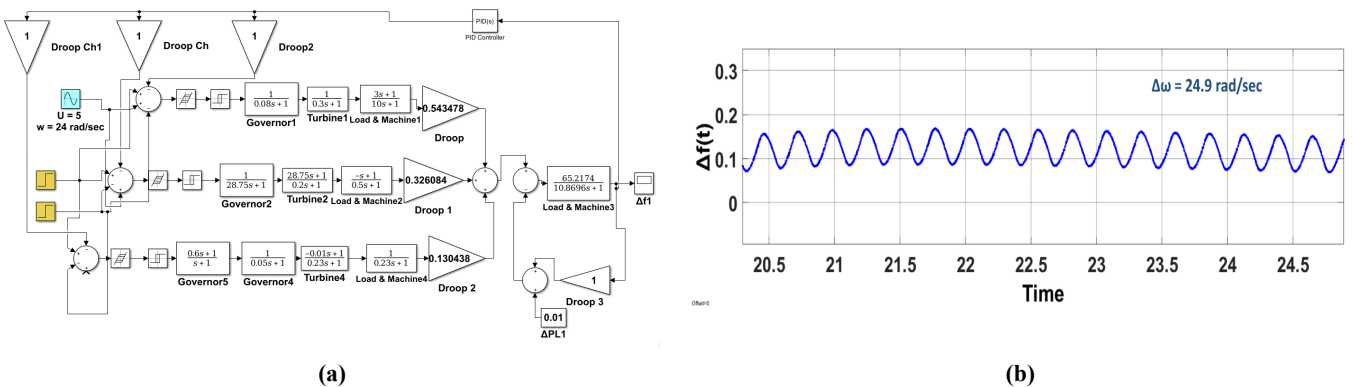 1
Droop Ch1
1
Droop Ch
1
Droop2
PID(s)
PID Controller
U = 5
w = 24 rad/sec
1
0.08s + 1
Governor1
1
0.3s + 1
Turbine1
3s + 1
10s + 1
Load & Machine1
0.543478
Droop
1
28.75s + 1
Governor2
28.75s + 1
0.2s + 1
Turbine2
-s + 1
0.5s + 1
Load & Machine2
0.326084
Droop 1
65.2174
10.8696s + 1
Load & Machine3
Δf1
0.6s + 1
s + 1
Governor5
1
0.05s + 1
Governor4
-0.01s + 1
0.23s + 1
Turbine4
1
0.23s + 1
Load & Machine4
0.130438
Droop 2
1
Droop 3
0.01
ΔPL1
(a)
Δω = 24.9 rad/sec
Δf(t)
0.3
0.2
0.1
0
20.5 21 21.5 22 22.5 23 23.5 24 24.5
Time
Offset=0
(b)